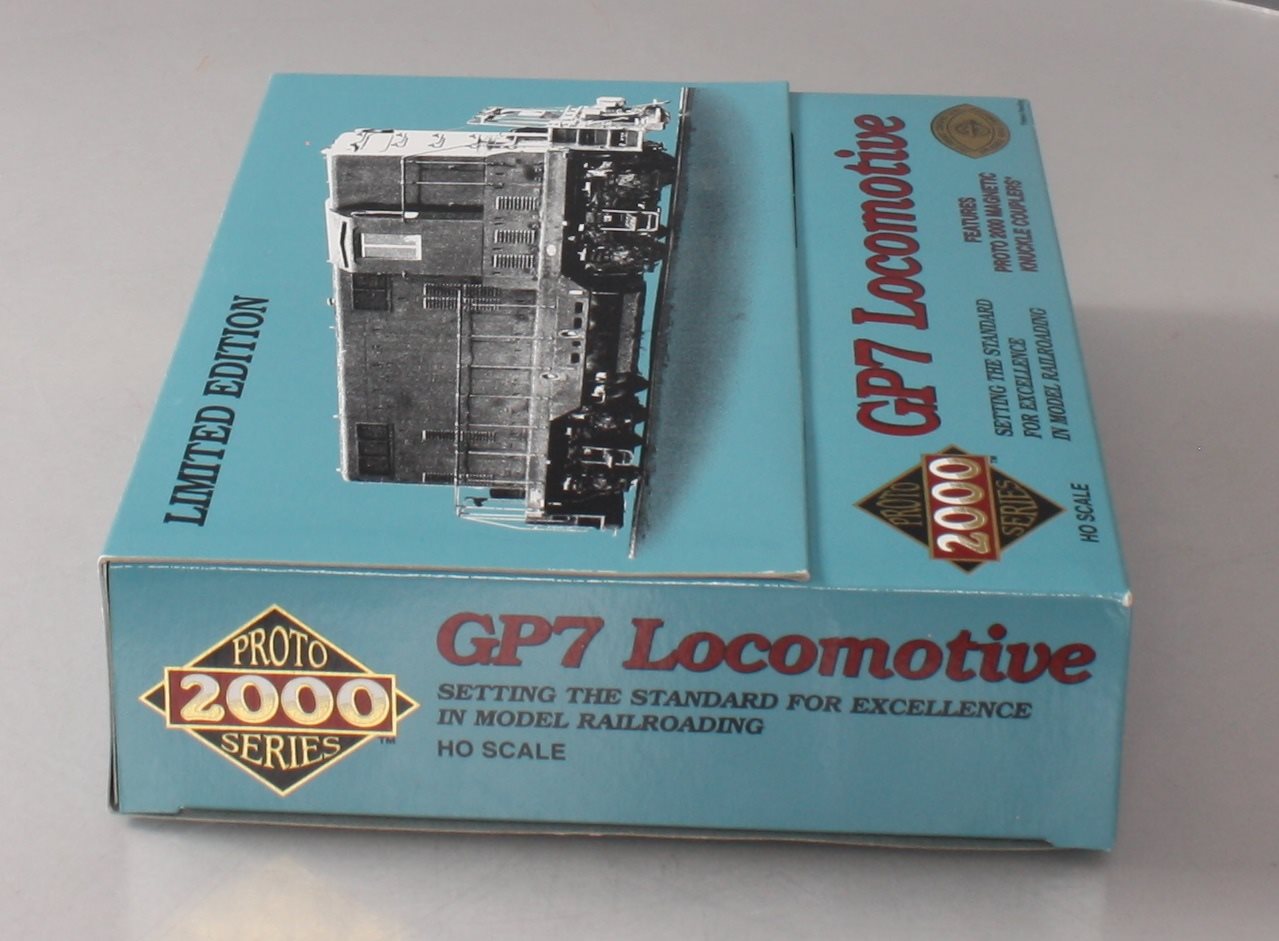 LIMITED EDITION
GP7 Locomotive
FEATURES
PROTO 2000 MAGNETIC
KNUCKLE COUPLERS*
SETTING THE STANDARD
FOR EXCELLENCE
IN MODEL RAILROADING
PROTO
2000
SERIES
TM
HO SCALE
PROTO
2000
SERIES
TM
GP7 Locomotive
SETTING THE STANDARD FOR EXCELLENCE
IN MODEL RAILROADING
HO SCALE